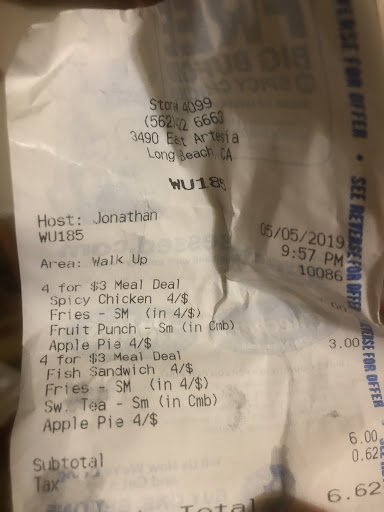 Store 4099
(562) 6663
3490 East Artesia
Long Beach, CA
WU185
Host: Jonathan
WU185
05/05/2019
9:57 PM
10086
Area: Walk Up
4 for $3 Meal Deal
Spicy Chicken 4/$
Fries - SM (in 4/$)
Fruit Punch - Sm (in Cmb)
Apple Pie 4/$
3.00
4 for $3 Meal Deal
Fish Sandwich 4/$
Fries - SM (in 4/$)
Sw. Tea - Sm (in Cmb)
Apple Pie 4/$
Subtotal 6.00
Tax 0.62
Total 6.62
SEE REVERSE FOR OFFER